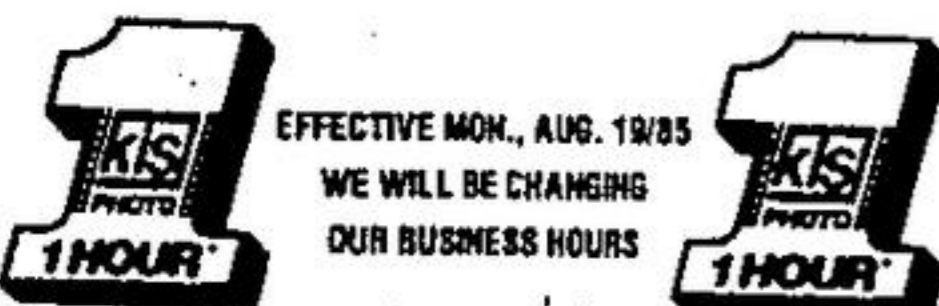 KIS
PHOTO
1 HOUR*
EFFECTIVE MON., AUG. 19/85
WE WILL BE CHANGING
OUR BUSINESS HOURS
KIS
PHOTO
1 HOUR*